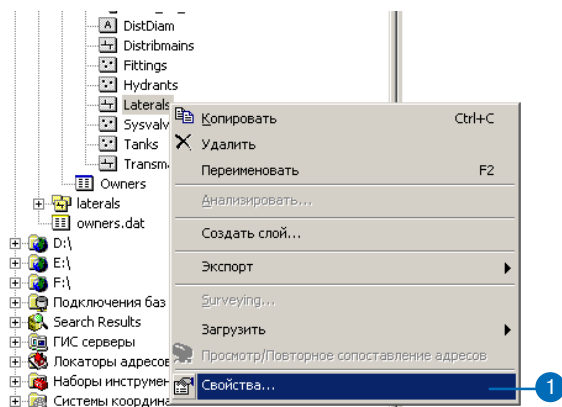 DistDiam
Distribmains
Fittings
Hydrants
Laterals
Sysvalv
Tanks
Transm
Owners
laterals
owners.dat
D:\
E:\
F:\
Подключения баз
Search Results
ГИС серверы
Локаторы адресов
Наборы инструмен
Системы координа
Копировать Ctrl+C
Удалить
Переименовать F2
Анализировать...
Создать слой...
Экспорт
Surveying...
Загрузить
Просмотр/Повторное сопоставление адресов
Свойства... 1